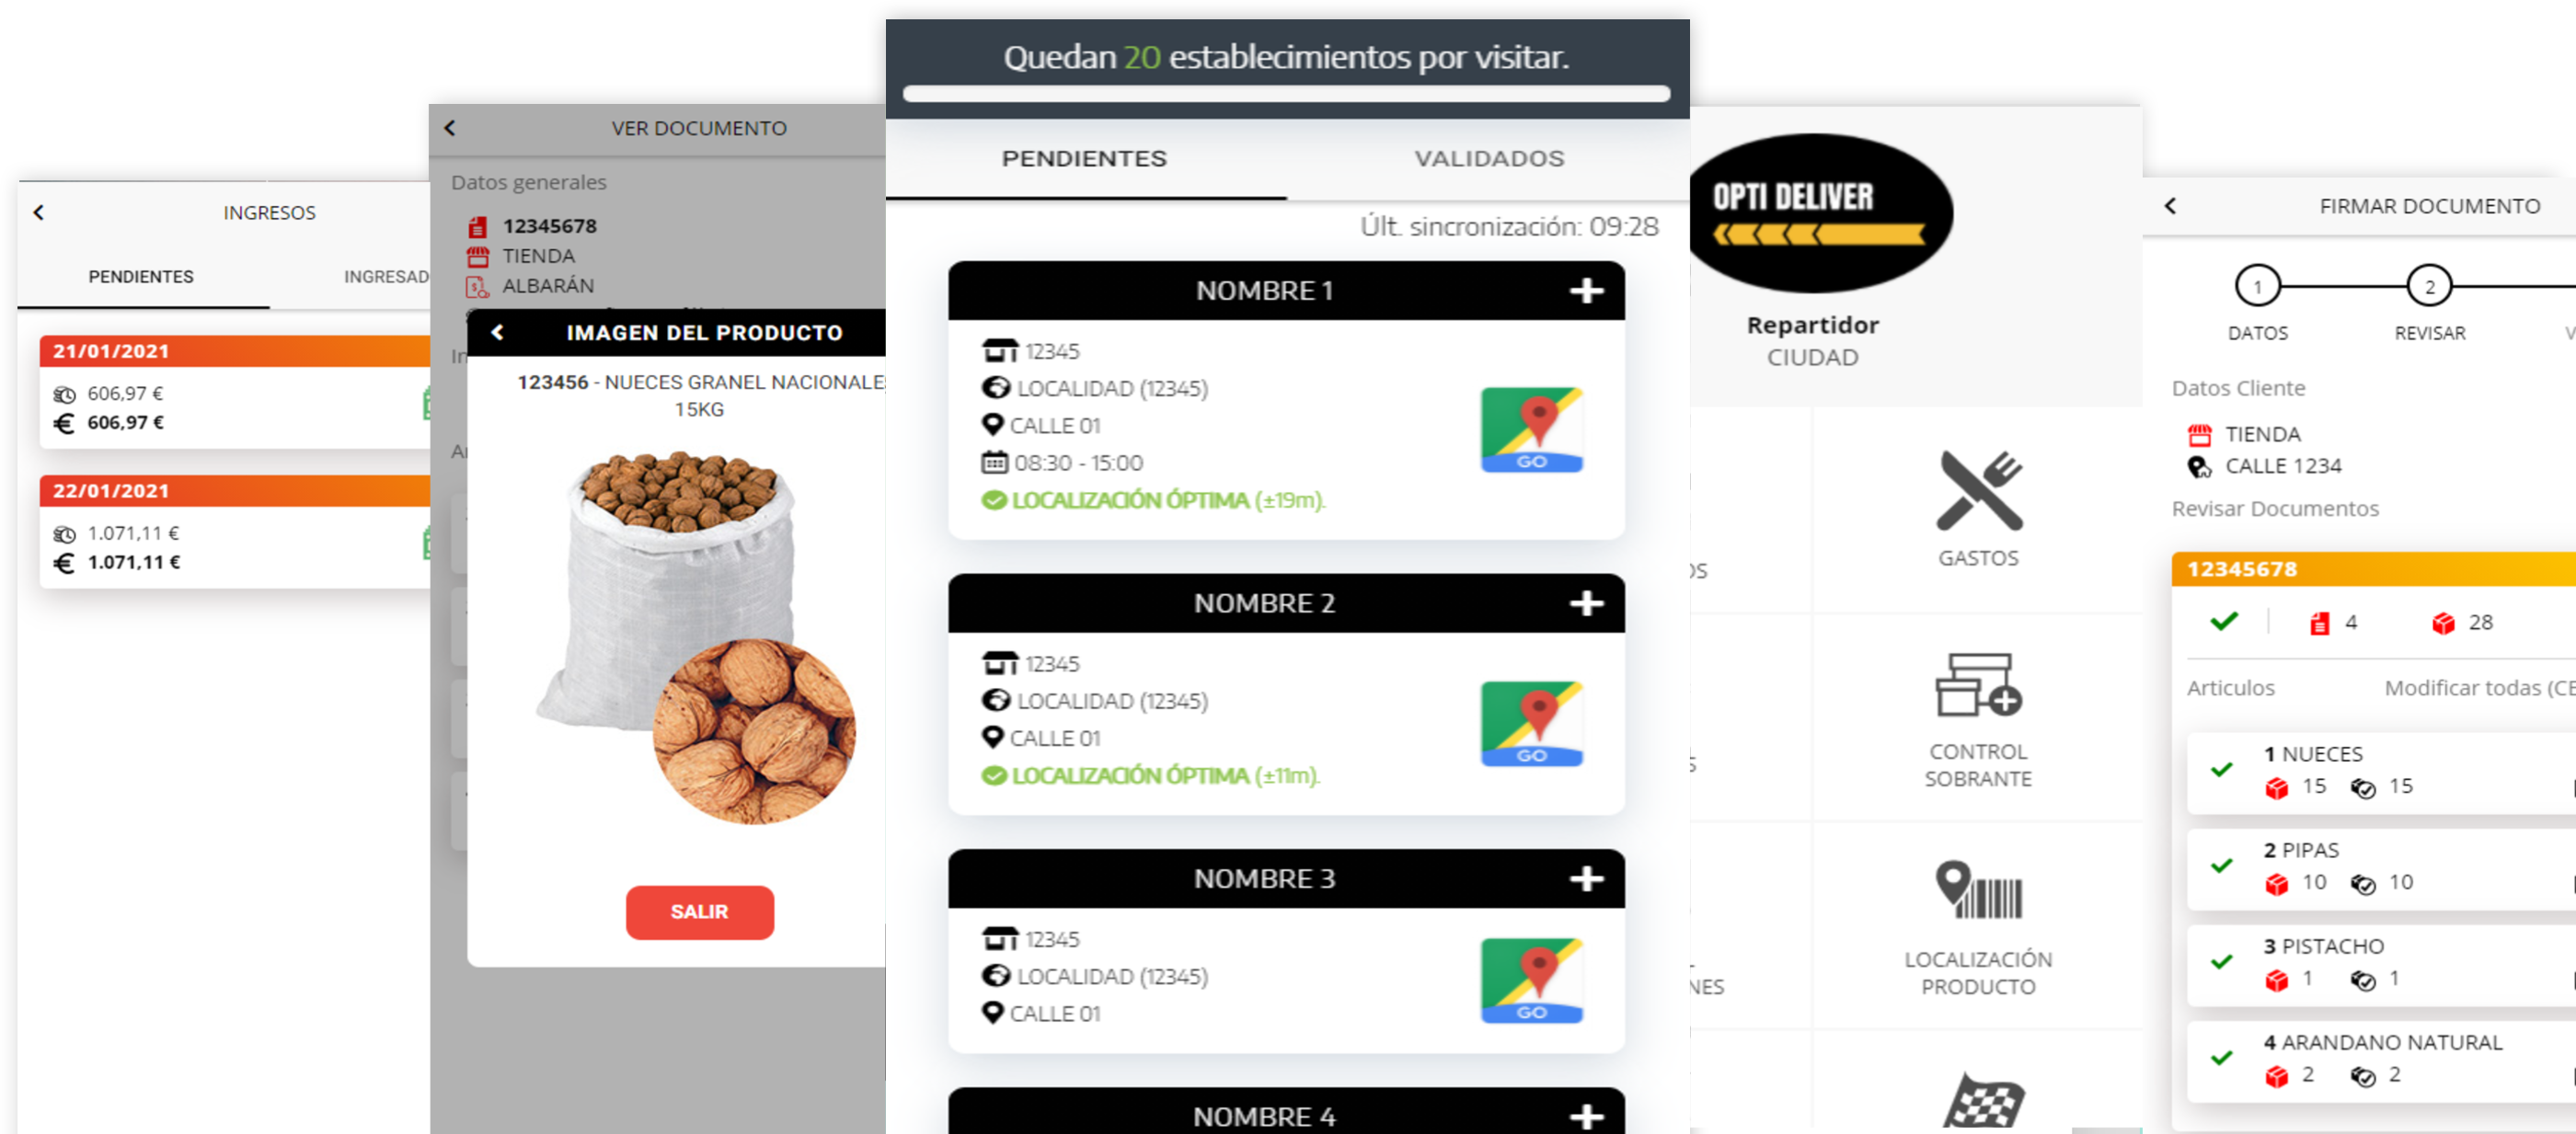 INGRESOS
PENDIENTES
INGRESAD
21/01/2021
606,97 €
606,97 €
22/01/2021
1.071,11 €
1.071,11 €
VER DOCUMENTO
Datos generales
12345678
TIENDA
ALBARÁN
IMAGEN DEL PRODUCTO
123456 - NUECES GRANEL NACIONALE
15KG
SALIR
Quedan 20 establecimientos por visitar.
PENDIENTES
VALIDADOS
Últ. sincronización: 09:28
NOMBRE 1
12345
LOCALIDAD (12345)
CALLE 01
08:30 - 15:00
LOCALIZACIÓN ÓPTIMA (±19m).
GO
NOMBRE 2
12345
LOCALIDAD (12345)
CALLE 01
LOCALIZACIÓN ÓPTIMA (±11m).
GO
NOMBRE 3
12345
LOCALIDAD (12345)
CALLE 01
GO
NOMBRE 4
OPTI DELIVER
Repartidor
CIUDAD
GASTOS
CONTROL
SOBRANTE
LOCALIZACIÓN
PRODUCTO
NES
FIRMAR DOCUMENTO
1
2
DATOS
REVISAR
Datos Cliente
TIENDA
CALLE 1234
Revisar Documentos
12345678
4
28
Articulos
Modificar todas (CE
1 NUECES
15 15
2 PIPAS
10 10
3 PISTACHO
1 1
4 ARANDANO NATURAL
2 2